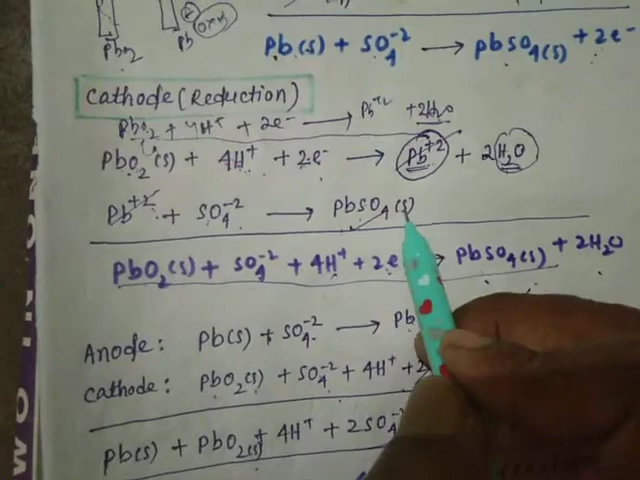 PbO2
Pb
Pb(s) + SO4^-2 → PbSO4(s) + 2e-
Cathode (Reduction)
PbO2 + 4H+ + 2e- → Pb+2 + 2H2O
PbO2(s) + 4H+ + 2e- → Pb+2 + 2H2O
Pb+2 + SO4^-2 → PbSO4(s)
PbO2(s) + SO4^-2 + 4H+ + 2e → PbSO4(s) + 2H2O
Anode: Pb(s) + SO4^-2 → Pb
Cathode: PbO2(s) + SO4^-2 + 4H+ + 2
Pb(s) + PbO2(s) + 4H+ + 2SO4^-2